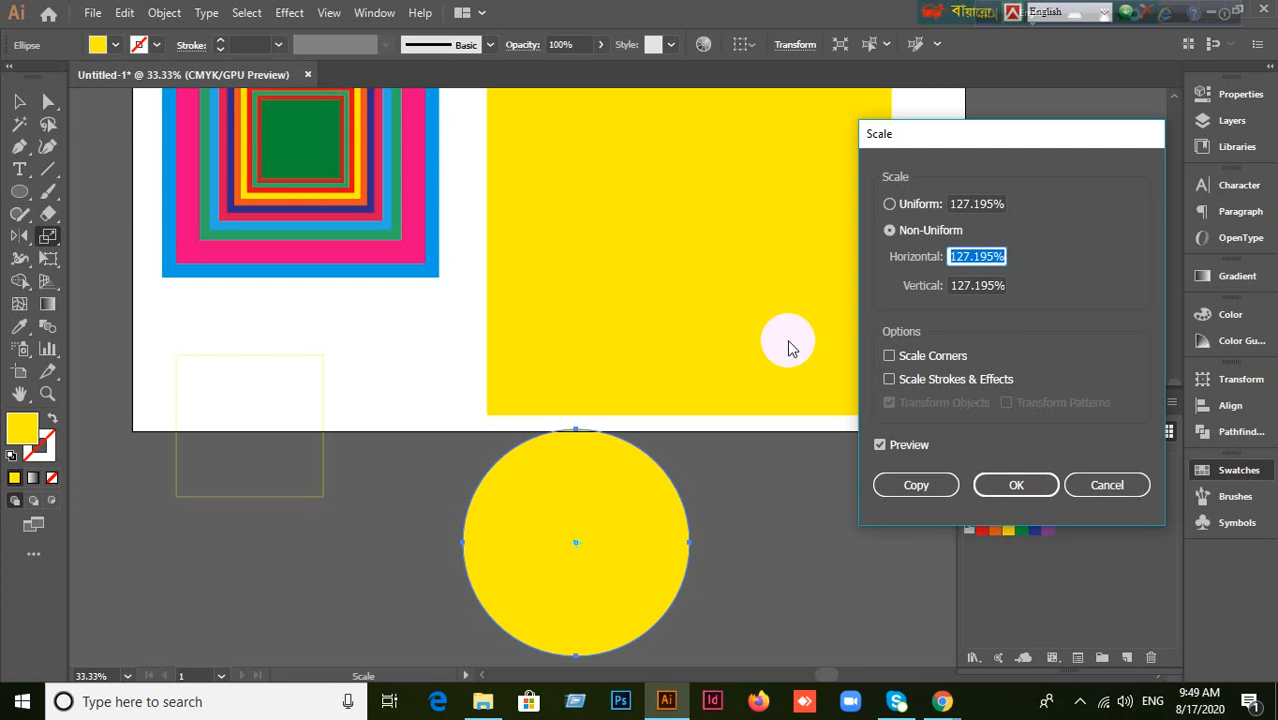 Ai File Edit Object Type Select Effect View Window Help বায়ান্নো English
Ellipse Stroke: Basic Opacity: 100% Style: Transform
Untitled-1* @ 33.33% (CMYK/GPU Preview)
Scale
Scale
Uniform: 127.195%
Non-Uniform
Horizontal: 127.195%
Vertical: 127.195%
Options
Scale Corners
Scale Strokes & Effects
Transform Objects Transform Patterns
Preview
Copy OK Cancel
Properties
Layers
Libraries
Character
Paragraph
OpenType
Gradient
Color
Color Gu...
Transform
Align
Pathfind...
Swatches
Brushes
Symbols
33.33% 1 Scale
Type here to search Ps Ai Id ENG 9:49 AM
8/17/2020